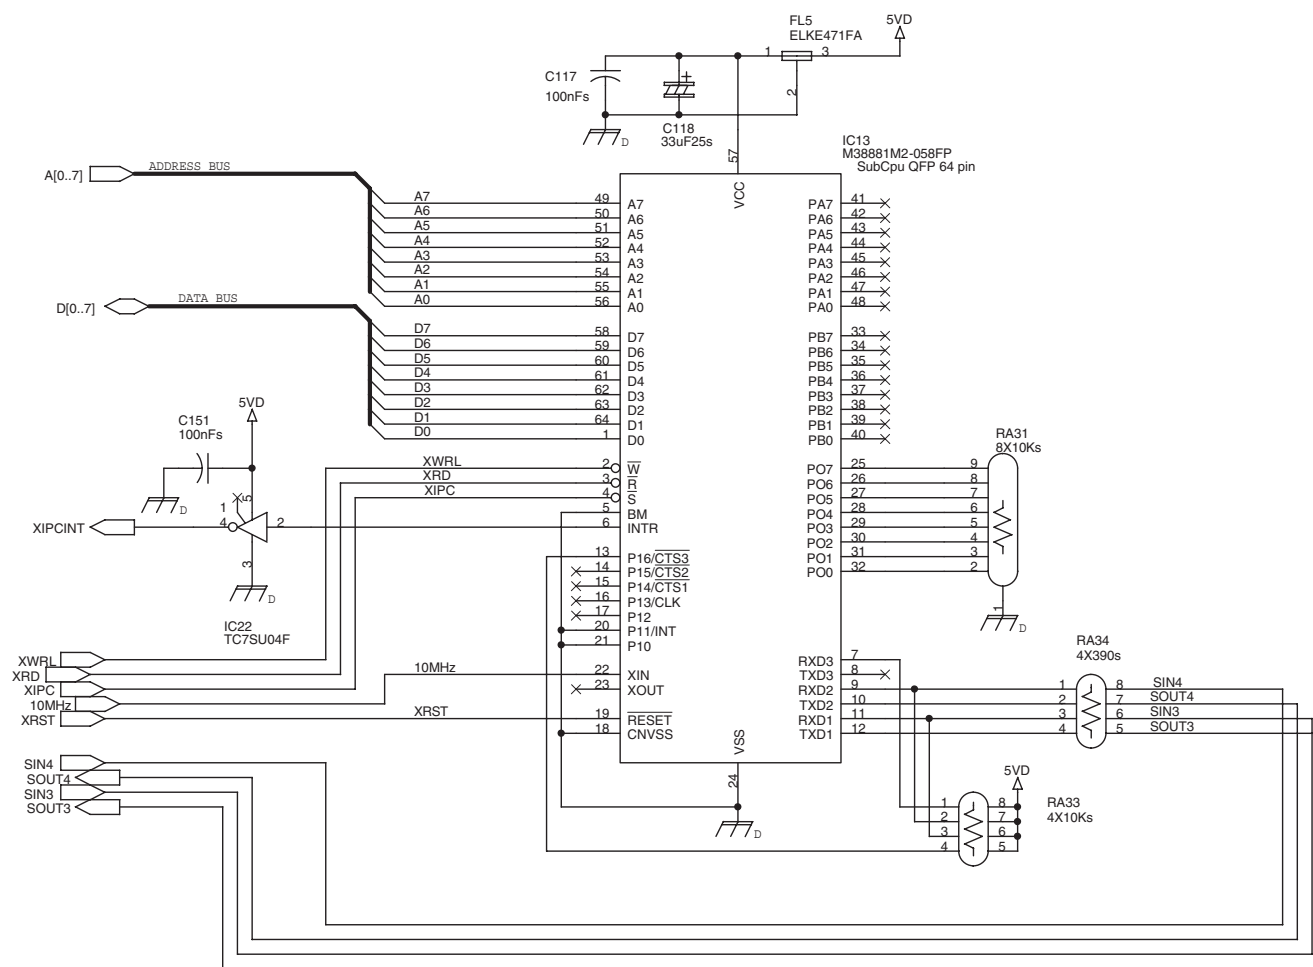 FL5
ELKE471FA
5VD
1
3
2
C117
100nFs
D
C118
33uF25s
57
VCC
IC13
M38881M2-058FP
SubCpu QFP 64 pin
A[0..7]
ADDRESS BUS
A7 49 A7
A6 50 A6
A5 51 A5
A4 52 A4
A3 53 A3
A2 54 A2
A1 55 A1
A0 56 A0
PA7 41
PA6 42
PA5 43
PA4 44
PA3 45
PA2 46
PA1 47
PA0 48
D[0..7]
DATA BUS
D7 58 D7
D6 59 D6
D5 60 D5
D4 61 D4
D3 62 D3
D2 63 D2
D1 64 D1
D0 1 D0
PB7 33
PB6 34
PB5 35
PB4 36
PB3 37
PB2 38
PB1 39
PB0 40
5VD
C151
100nFs
D
XWRL 2 W
XRD 3 R
XIPC 4 S
5 BM
6 INTR
XIPCINT
4
1
5
2
3
D
IC22
TC7SU04F
RA31
8X10Ks
PO7 25 9
PO6 26 8
PO5 27 7
PO4 28 6
PO3 29 5
PO2 30 4
PO1 31 3
PO0 32 2
1
D
13 P16/CTS3
14 P15/CTS2
15 P14/CTS1
16 P13/CLK
17 P12
20 P11/INT
21 P10
XWRL
XRD
XIPC
10MHz
XRST
10MHz 22 XIN
23 XOUT
XRST 19 RESET
18 CNVSS
VSS
24
D
RA34
4X390s
RXD3 7
TXD3 8
RXD2 9 1 8 SIN4
TXD2 10 2 7 SOUT4
RXD1 11 3 6 SIN3
TXD1 12 4 5 SOUT3
SIN4
SOUT4
SIN3
SOUT3
5VD
RA33
4X10Ks
1 8
2 7
3 6
4 5